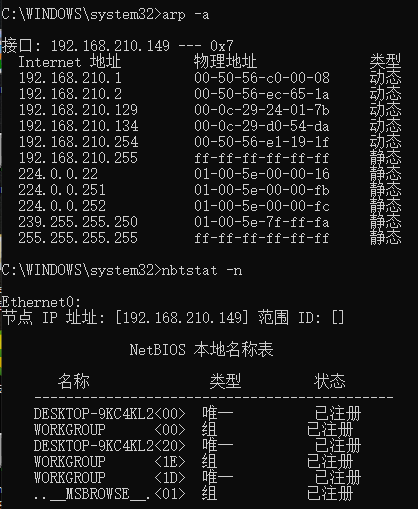 C:\WINDOWS\system32>arp -a
接口: 192.168.210.149 --- 0x7
Internet 地址 物理地址 类型
192.168.210.1 00-50-56-c0-00-08 动态
192.168.210.2 00-50-56-ec-65-1a 动态
192.168.210.129 00-0c-29-24-01-7b 动态
192.168.210.134 00-0c-29-d0-54-da 动态
192.168.210.254 00-50-56-e1-19-1f 动态
192.168.210.255 ff-ff-ff-ff-ff-ff 静态
224.0.0.22 01-00-5e-00-00-16 静态
224.0.0.251 01-00-5e-00-00-fb 静态
224.0.0.252 01-00-5e-00-00-fc 静态
239.255.255.250 01-00-5e-7f-ff-fa 静态
255.255.255.255 ff-ff-ff-ff-ff-ff 静态
C:\WINDOWS\system32>nbtstat -n
Ethernet0:
节点 IP 址址: [192.168.210.149] 范围 ID: []
NetBIOS 本地名称表
名称 类型 状态
---------------------------------------------
DESKTOP-9KC4KL2<00> 唯一 已注册
WORKGROUP <00> 组 已注册
DESKTOP-9KC4KL2<20> 唯一 已注册
WORKGROUP <1E> 组 已注册
WORKGROUP <1D> 唯一 已注册
..__MSBROWSE__.<01> 组 已注册